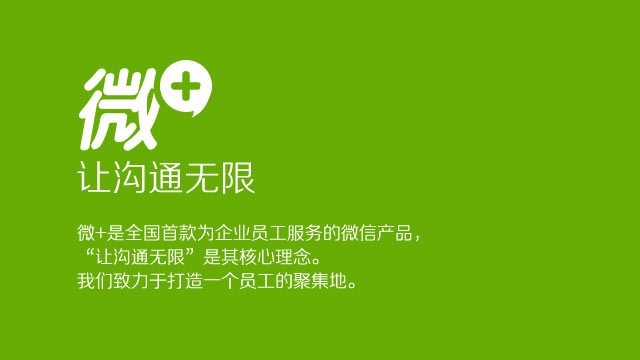 微+
让沟通无限
微+是全国首款为企业员工服务的微信产品，
“让沟通无限”是其核心理念。
我们致力于打造一个员工的聚集地。